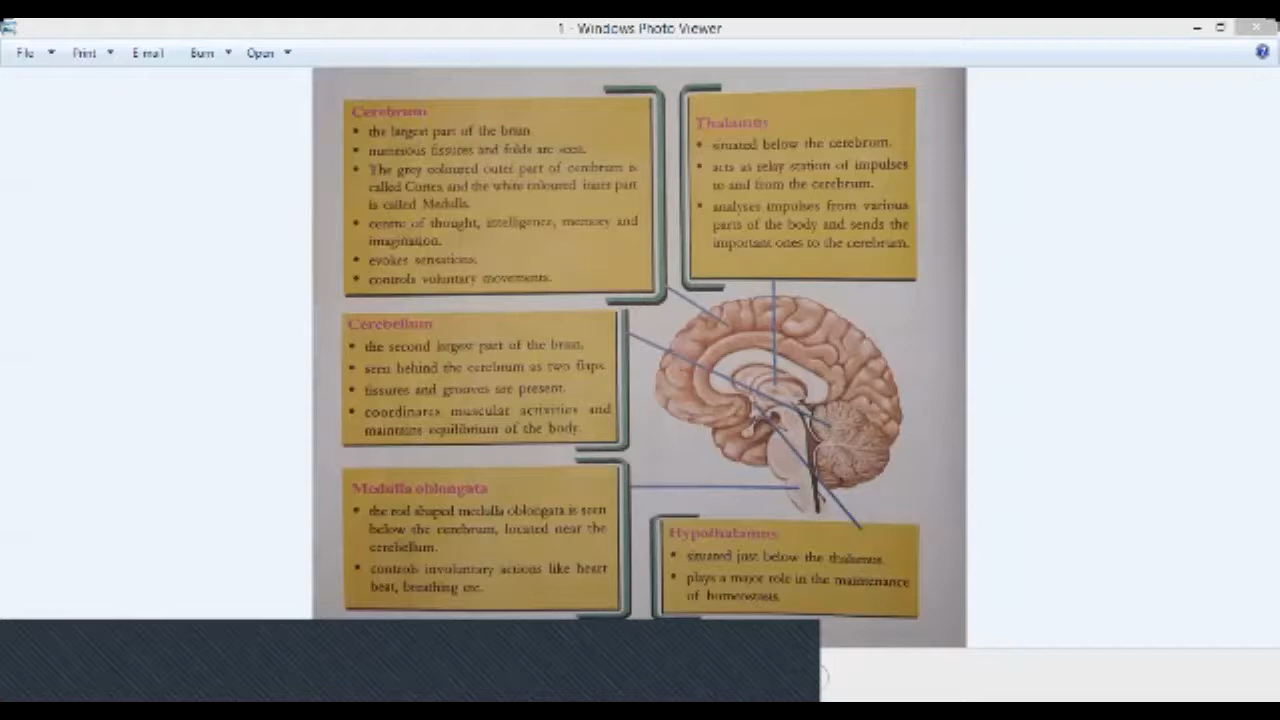 1 - Windows Photo Viewer
File Print E-mail Burn Open
Cerebrum
• the largest part of the brain.
• numerous fissures and folds are seen.
• The grey coloured outer part of cerebrum is
called Cortex and the white coloured inner part
is called Medulla.
• centre of thought, intelligence, memory and
imagination.
• evokes sensations.
• controls voluntary movements.
Thalamus
• situated below the cerebrum.
• acts as relay station of impulses
to and from the cerebrum.
• analyses impulses from various
parts of the body and sends the
important ones to the cerebrum.
Cerebellum
• the second largest part of the brain.
• seen behind the cerebrum as two flaps.
• fissures and grooves are present.
• coordinates muscular activities and
maintains equilibrium of the body.
Medulla oblongata
• the rod shaped medulla oblongata is seen
below the cerebrum, located near the
cerebellum.
• controls involuntary actions like heart
beat, breathing etc.
Hypothalamus
• situated just below the thalamus.
• plays a major role in the maintenance
of homeostasis.